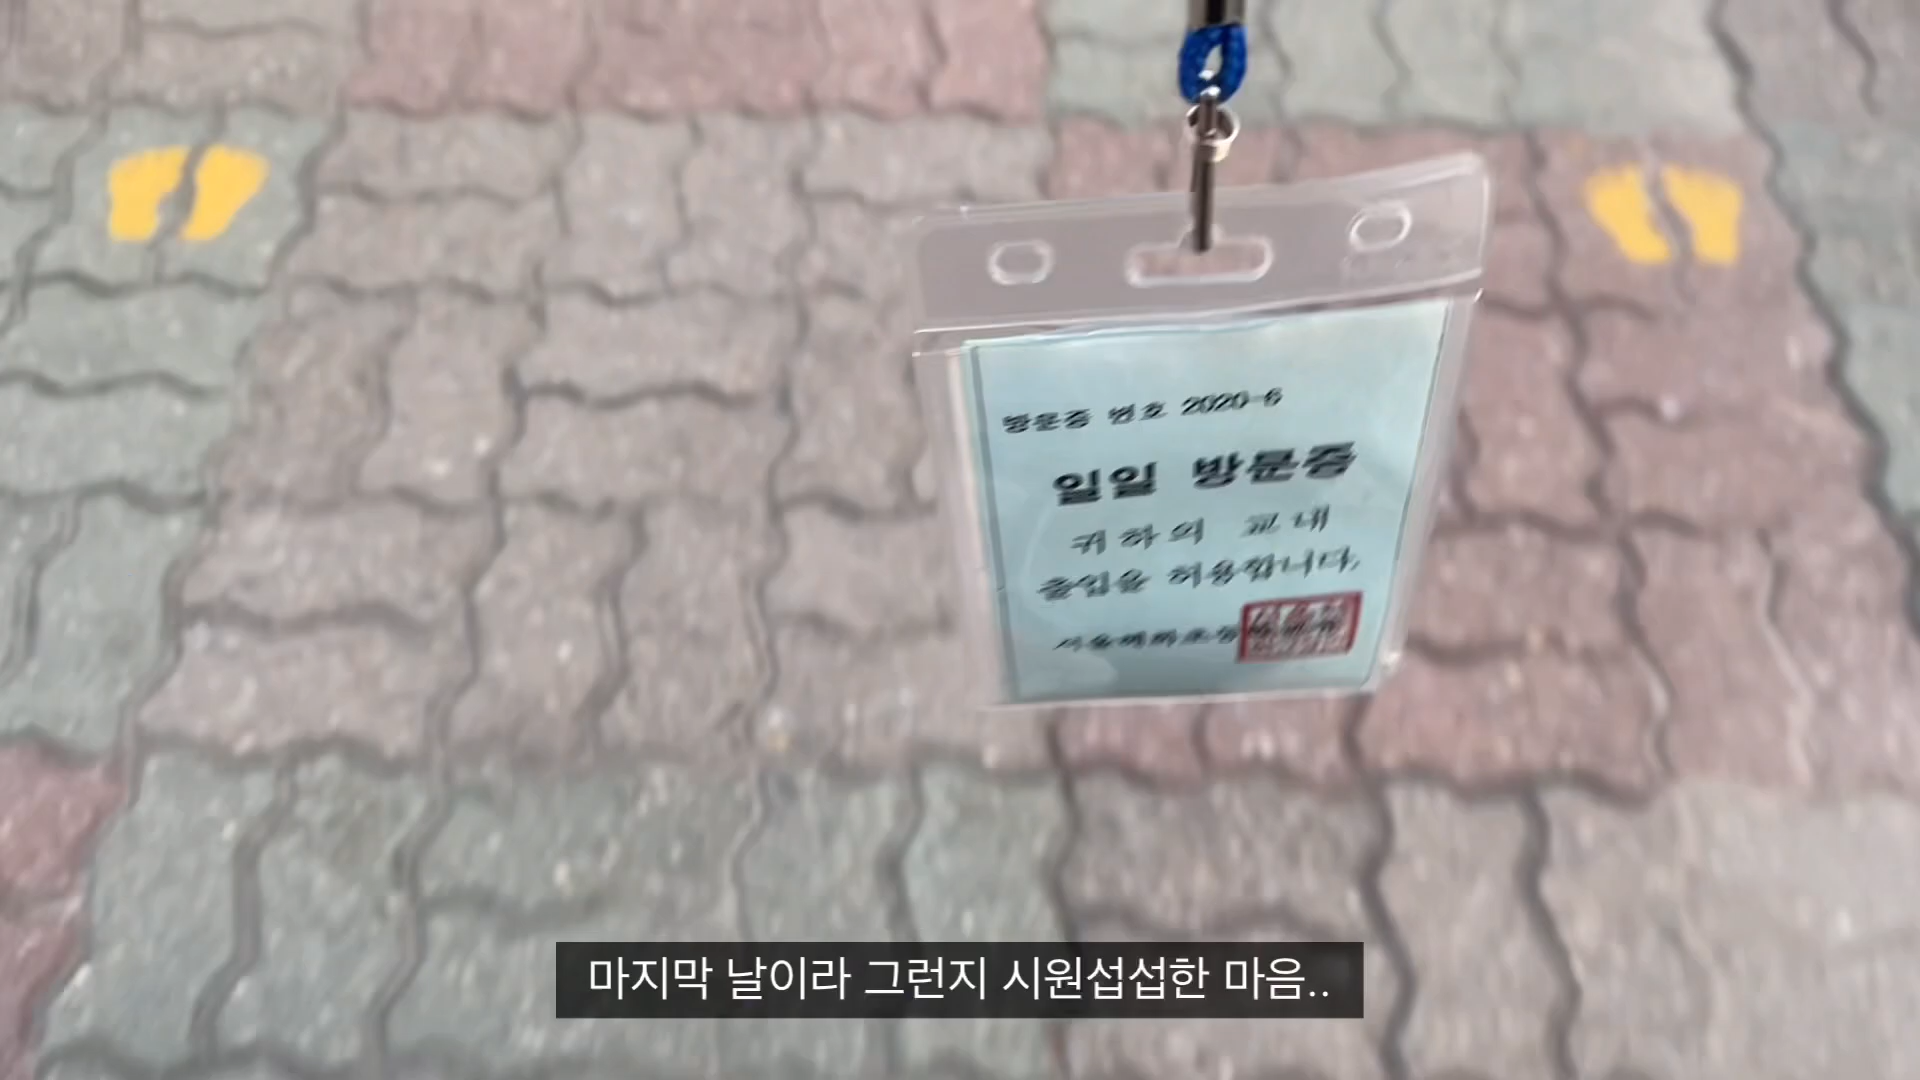 방문증 번호 2020-6
일일 방문증
귀하의 교내
출입을 허용합니다.
마지막 날이라 그런지 시원섭섭한 마음..